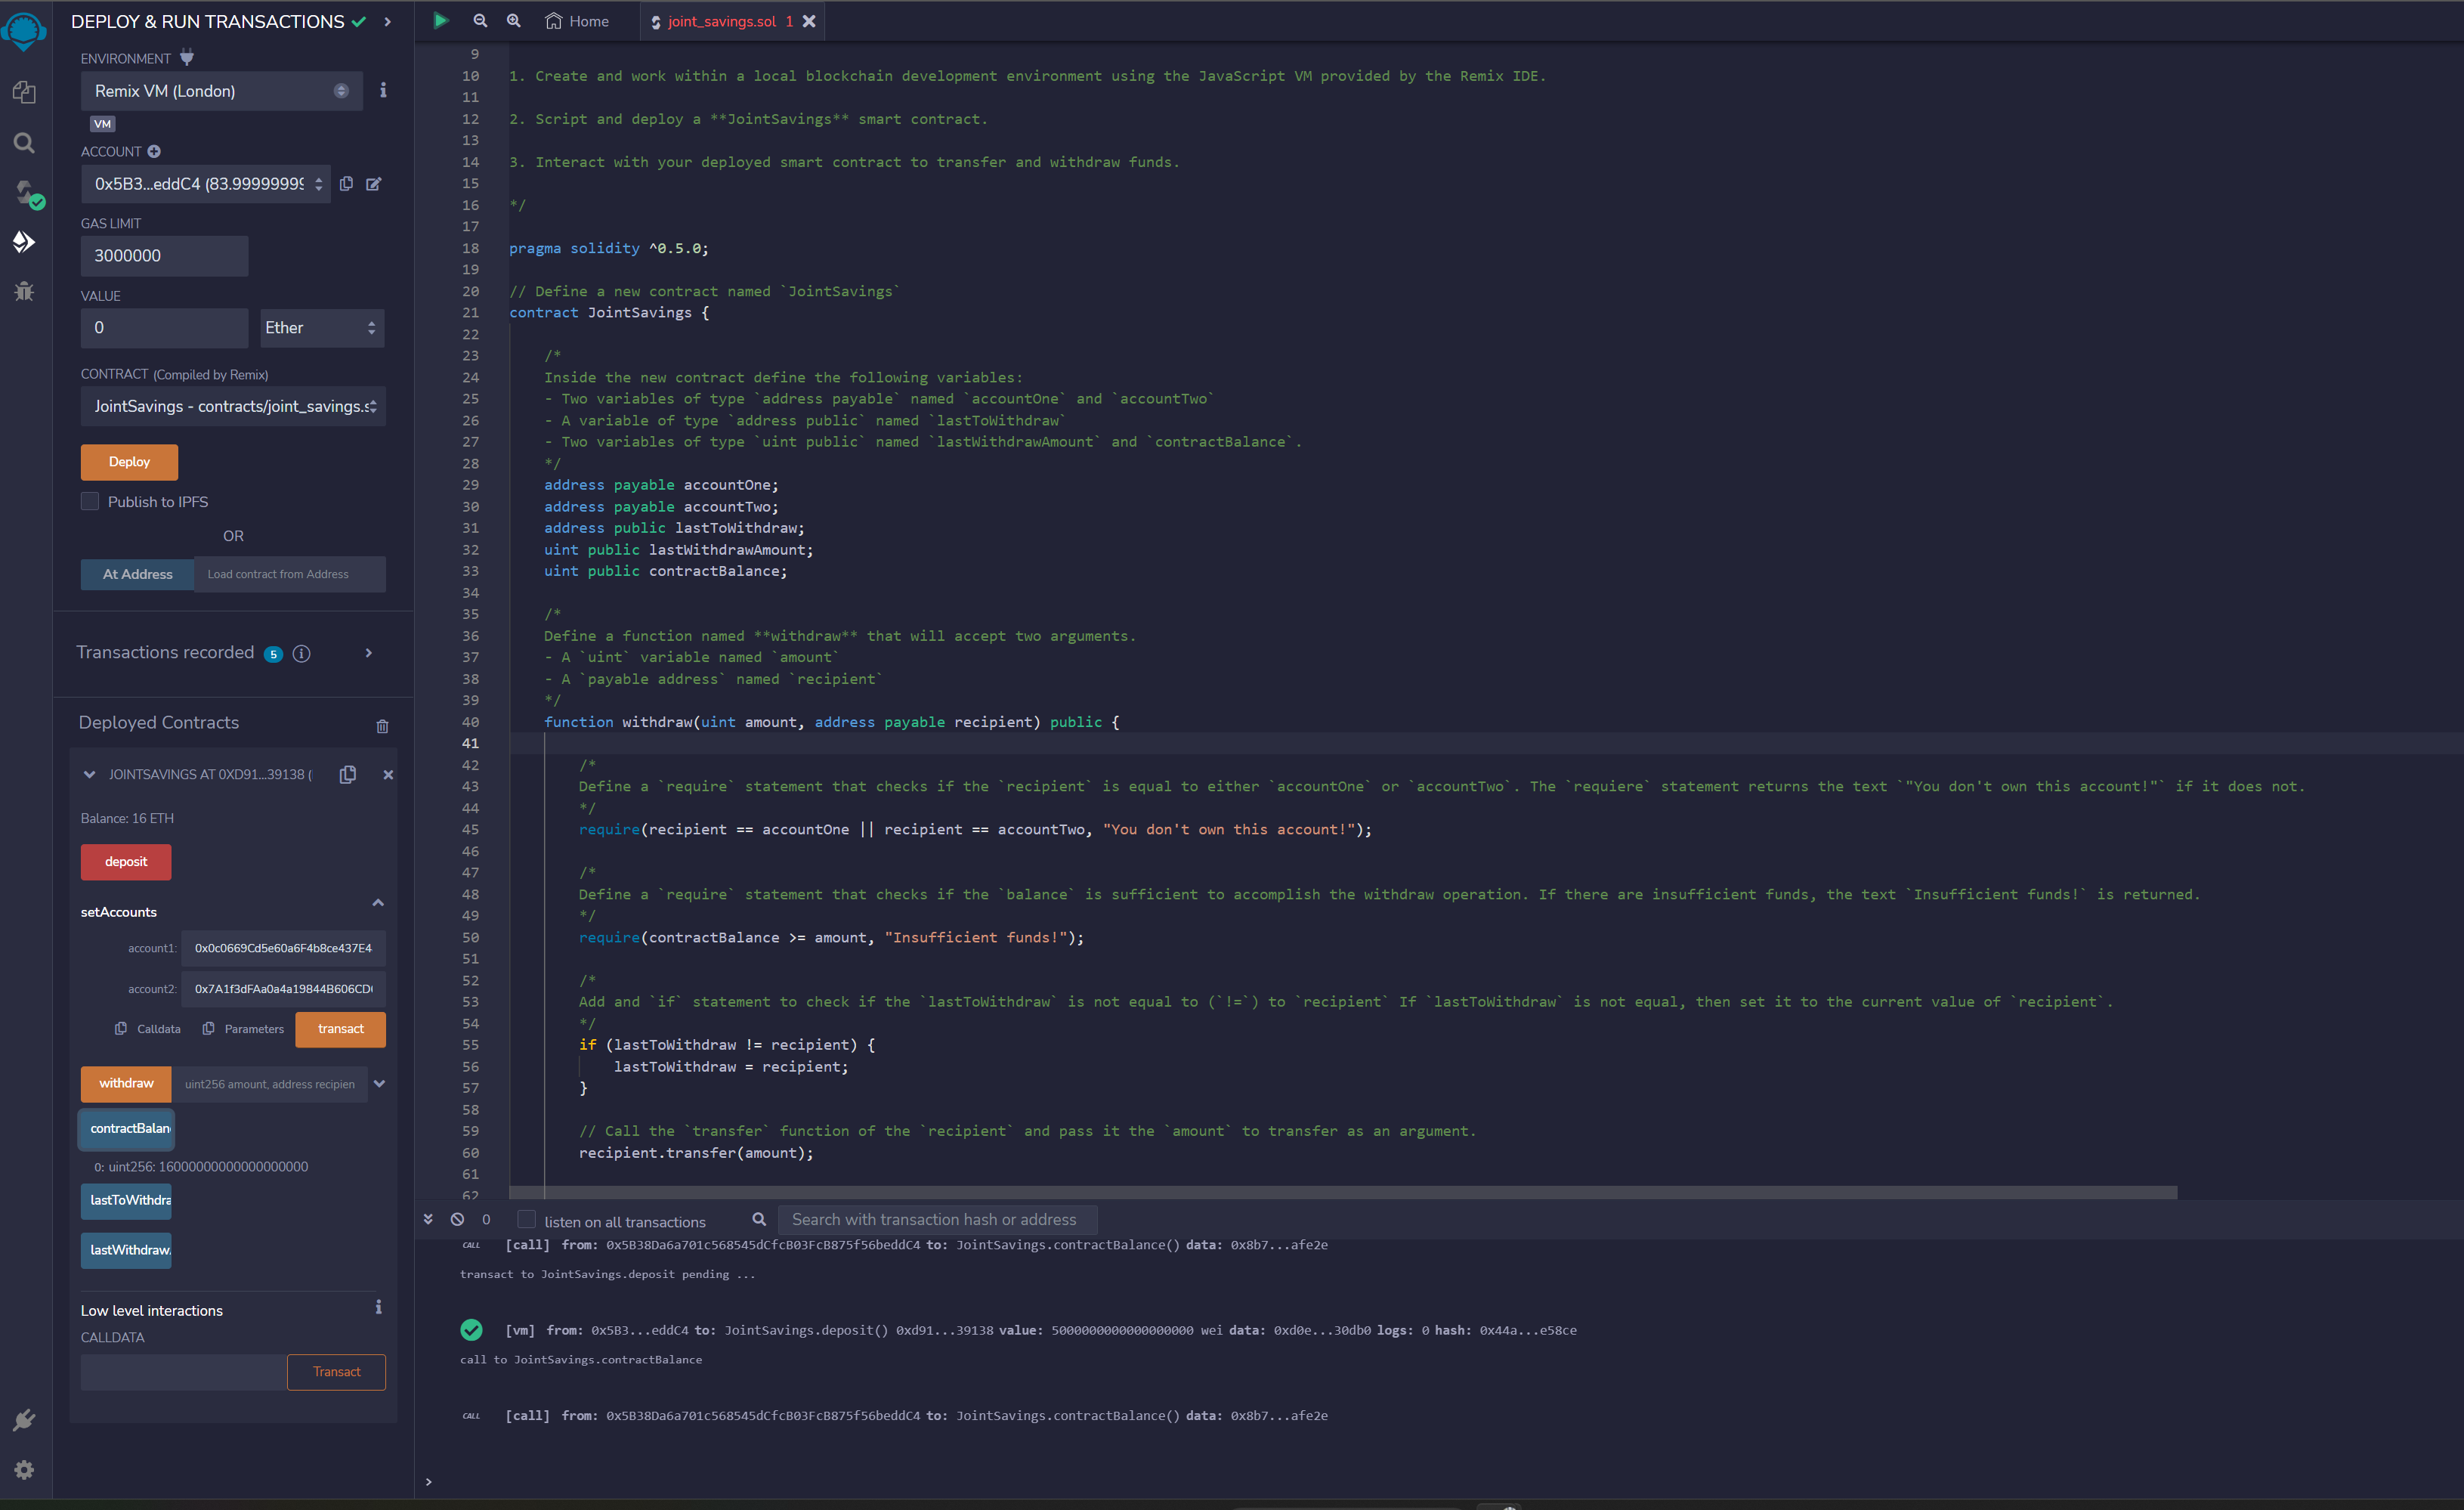 DEPLOY & RUN TRANSACTIONS
ENVIRONMENT
Remix VM (London)
VM
ACCOUNT
0x5B3...eddC4 (83.99999999
GAS LIMIT
3000000
VALUE
0
Ether
CONTRACT (Compiled by Remix)
JointSavings - contracts/joint_savings.s
Deploy
Publish to IPFS
OR
At Address
Load contract from Address
Transactions recorded 5 i
Deployed Contracts
JOINTSAVINGS AT 0XD91...39138 (
Balance: 16 ETH
deposit
setAccounts
account1: 0x0c0669Cd5e60a6F4b8ce437E4
account2: 0x7A1f3dFAa0a4a19844B606CD
Calldata
Parameters
transact
withdraw
uint256 amount, address recipien
contractBalan
0: uint256: 16000000000000000000
lastToWithdra
lastWithdraw
Low level interactions
CALLDATA
Transact
Home
joint_savings.sol 1
9
10 1. Create and work within a local blockchain development environment using the JavaScript VM provided by the Remix IDE.
11
12 2. Script and deploy a **JointSavings** smart contract.
13
14 3. Interact with your deployed smart contract to transfer and withdraw funds.
15
16 */
17
18 pragma solidity ^0.5.0;
19
20 // Define a new contract named `JointSavings`
21 contract JointSavings {
22
23 /*
24 Inside the new contract define the following variables:
25 - Two variables of type `address payable` named `accountOne` and `accountTwo`
26 - A variable of type `address public` named `lastToWithdraw`
27 - Two variables of type `uint public` named `lastWithdrawAmount` and `contractBalance`.
28 */
29 address payable accountOne;
30 address payable accountTwo;
31 address public lastToWithdraw;
32 uint public lastWithdrawAmount;
33 uint public contractBalance;
34
35 /*
36 Define a function named **withdraw** that will accept two arguments.
37 - A `uint` variable named `amount`
38 - A `payable address` named `recipient`
39 */
40 function withdraw(uint amount, address payable recipient) public {
41
42 /*
43 Define a `require` statement that checks if the `recipient` is equal to either `accountOne` or `accountTwo`. The `requiere` statement returns the text `"You don't own this account!"` if it does not.
44 */
45 require(recipient == accountOne || recipient == accountTwo, "You don't own this account!");
46
47 /*
48 Define a `require` statement that checks if the `balance` is sufficient to accomplish the withdraw operation. If there are insufficient funds, the text `Insufficient funds!` is returned.
49 */
50 require(contractBalance >= amount, "Insufficient funds!");
51
52 /*
53 Add and `if` statement to check if the `lastToWithdraw` is not equal to (`!=`) to `recipient` If `lastToWithdraw` is not equal, then set it to the current value of `recipient`.
54 */
55 if (lastToWithdraw != recipient) {
56 lastToWithdraw = recipient;
57 }
58
59 // Call the `transfer` function of the `recipient` and pass it the `amount` to transfer as an argument.
60 recipient.transfer(amount);
61
62
0
listen on all transactions
Search with transaction hash or address
CALL [call] from: 0x5B38Da6a701c568545dCfcB03FcB875f56beddC4 to: JointSavings.contractBalance() data: 0x8b7...afe2e
transact to JointSavings.deposit pending ...
[vm] from: 0x5B3...eddC4 to: JointSavings.deposit() 0xd91...39138 value: 5000000000000000000 wei data: 0xd0e...30db0 logs: 0 hash: 0x44a...e58ce
call to JointSavings.contractBalance
CALL [call] from: 0x5B38Da6a701c568545dCfcB03FcB875f56beddC4 to: JointSavings.contractBalance() data: 0x8b7...afe2e
>